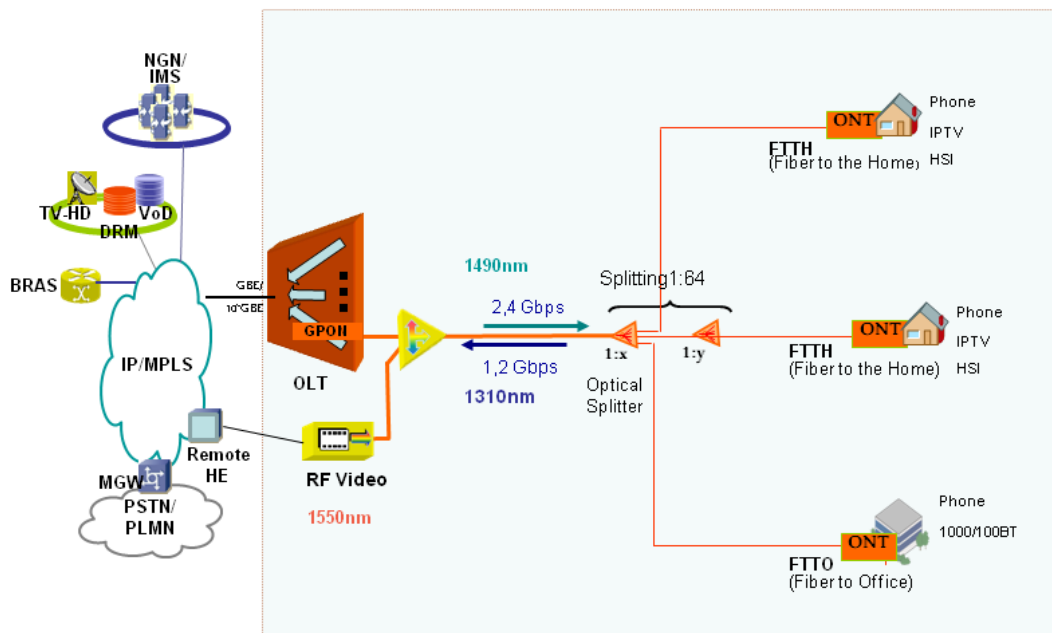 NGN/
IMS
TV-HD
VoD
DRM
BRAS
IP/MPLS
GBE/
10*GBE
GPON
OLT
Remote
HE
MGW
PSTN/
PLMN
RF Video
1550nm
1490nm
2,4 Gbps
1,2 Gbps
1310nm
Splitting1:64
1:x
1:y
Optical
Splitter
ONT
Phone
IPTV
HSI
FTTH
(Fiber to the Home)
ONT
Phone
IPTV
HSI
FTTH
(Fiber to the Home)
ONT
Phone
1000/100BT
FTTO
(Fiber to Office)